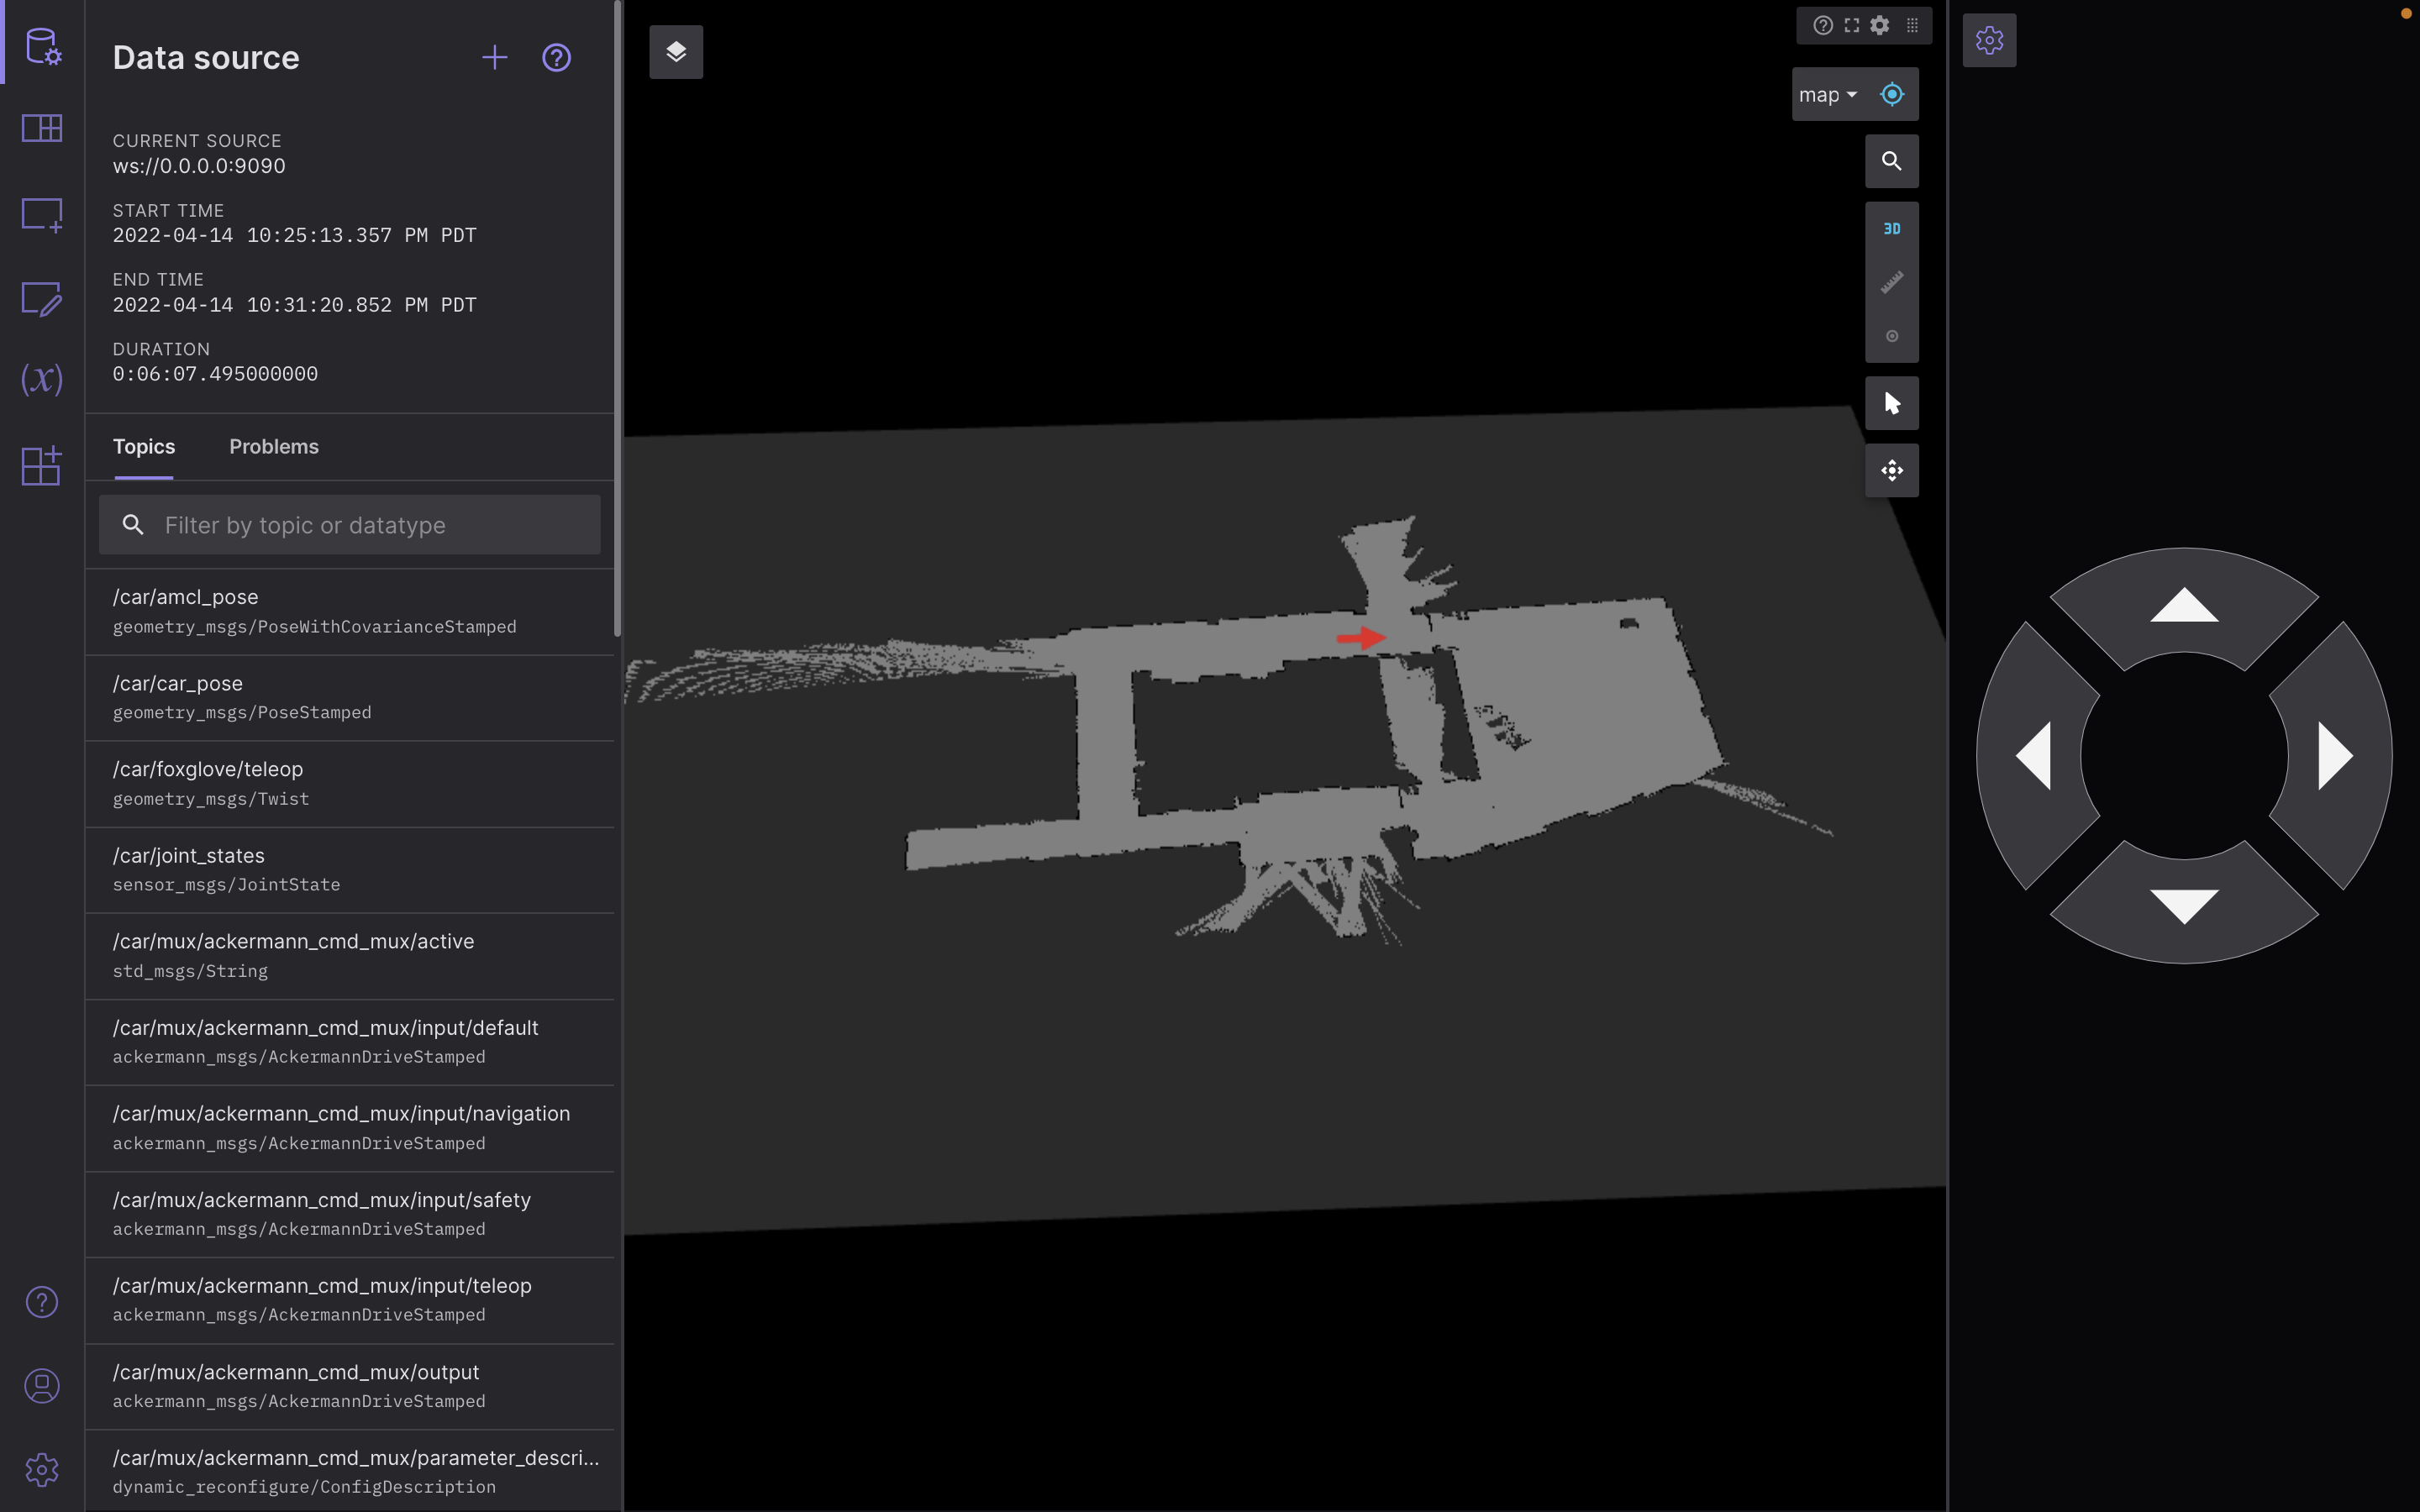 Data source
CURRENT SOURCE
ws://0.0.0.0:9090
START TIME
2022-04-14 10:25:13.357 PM PDT
END TIME
2022-04-14 10:31:20.852 PM PDT
DURATION
0:06:07.495000000
Topics Problems
Filter by topic or datatype
/car/amcl_pose
geometry_msgs/PoseWithCovarianceStamped
/car/car_pose
geometry_msgs/PoseStamped
/car/foxglove/teleop
geometry_msgs/Twist
/car/joint_states
sensor_msgs/JointState
/car/mux/ackermann_cmd_mux/active
std_msgs/String
/car/mux/ackermann_cmd_mux/input/default
ackermann_msgs/AckermannDriveStamped
/car/mux/ackermann_cmd_mux/input/navigation
ackermann_msgs/AckermannDriveStamped
/car/mux/ackermann_cmd_mux/input/safety
ackermann_msgs/AckermannDriveStamped
/car/mux/ackermann_cmd_mux/input/teleop
ackermann_msgs/AckermannDriveStamped
/car/mux/ackermann_cmd_mux/output
ackermann_msgs/AckermannDriveStamped
/car/mux/ackermann_cmd_mux/parameter_descri...
dynamic_reconfigure/ConfigDescription
map
3D